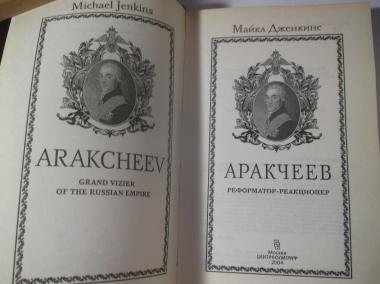 Michael Jenkins
ARAKCHEEV
GRAND VIZIER
OF THE RUSSIAN EMPIRE
Майкл Дженкинс
АРАКЧЕЕВ
РЕФОРМАТОР-РЕАКЦИОНЕР
Москва
ЦЕНТРПОЛИГРАФ
2004